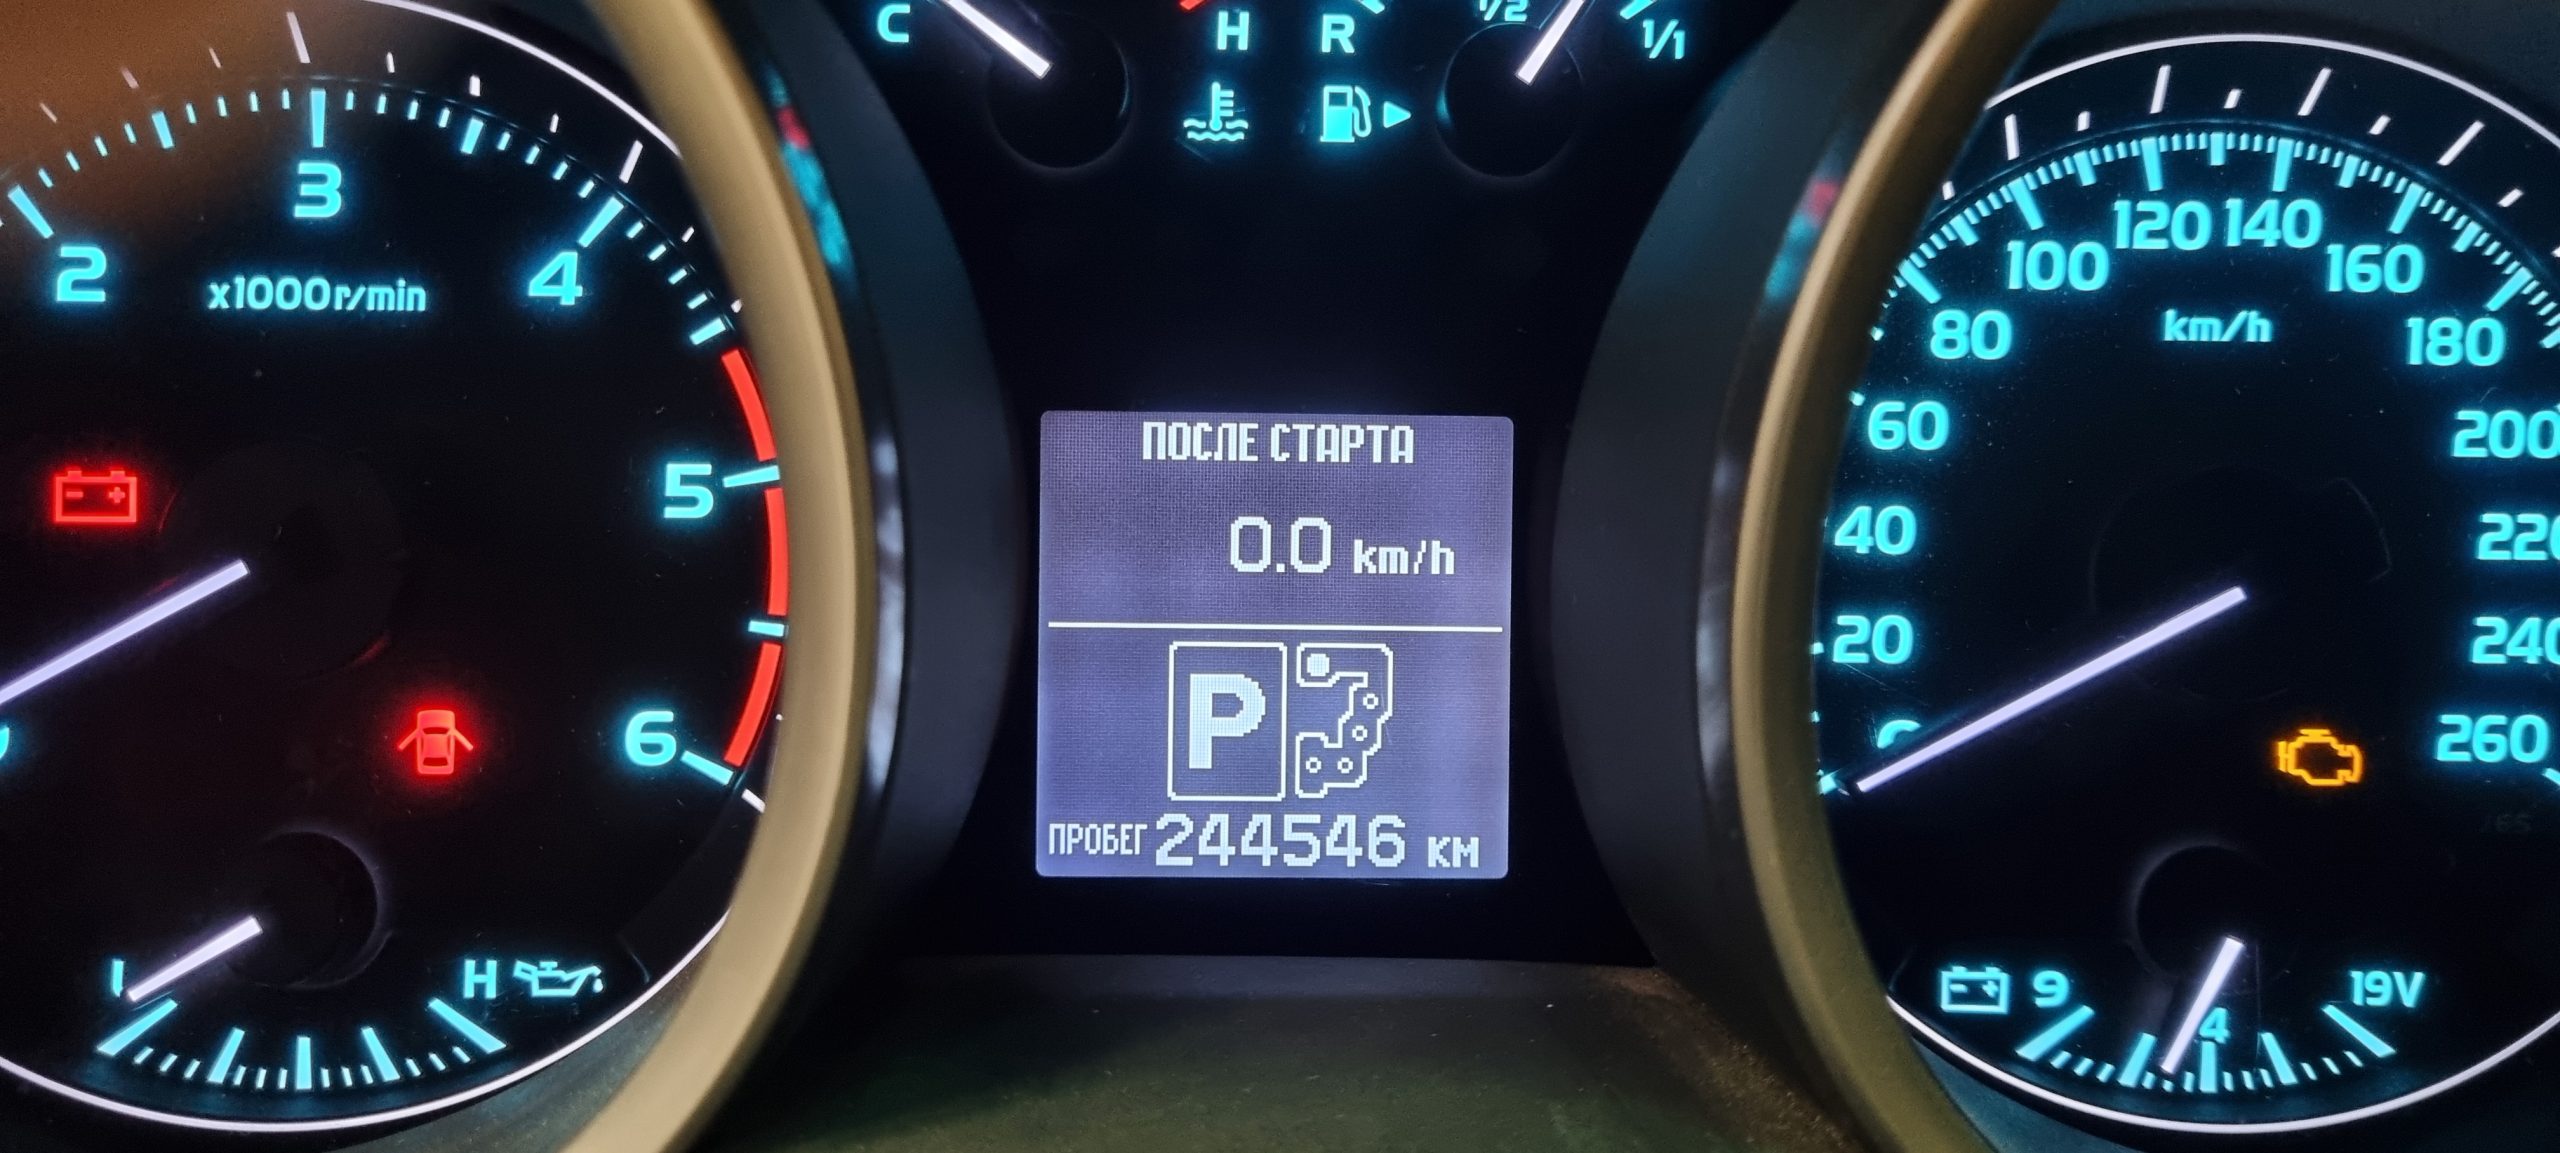 C H R 1/2 1/1
2 3 4 5 6
x1000r/min
H
ПОСЛЕ СТАРТА
0.0 km/h
P
ПРОБЕГ 244546 КМ
20 40 60 80 100 120 140 160 180 200 220 240 260
km/h
9 19V